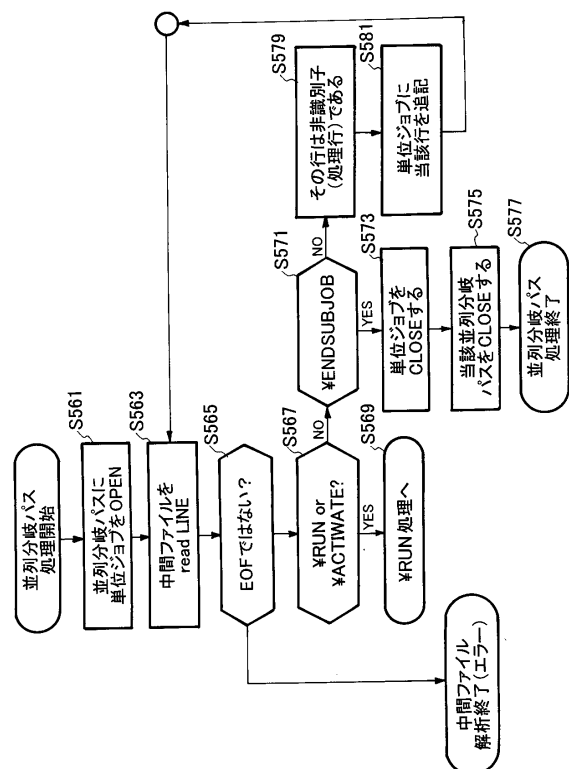 並列分岐パス
処理開始
S561
並列分岐パスに
単位ジョブをOPEN
S563
中間ファイルを
read LINE
S565
EOFではない?
中間ファイル
解析終了(エラー)
S567
¥RUN or
¥ACTIWATE?
YES
NO
S569
¥RUN 処理へ
S571
¥ENDSUBJOB
YES
NO
S573
単位ジョブを
CLOSEする
S575
当該並列分岐
パスをCLOSEする
S577
並列分岐パス
処理終了
S579
その行は非識別子
(処理行)である
S581
単位ジョブに
当該行を追記